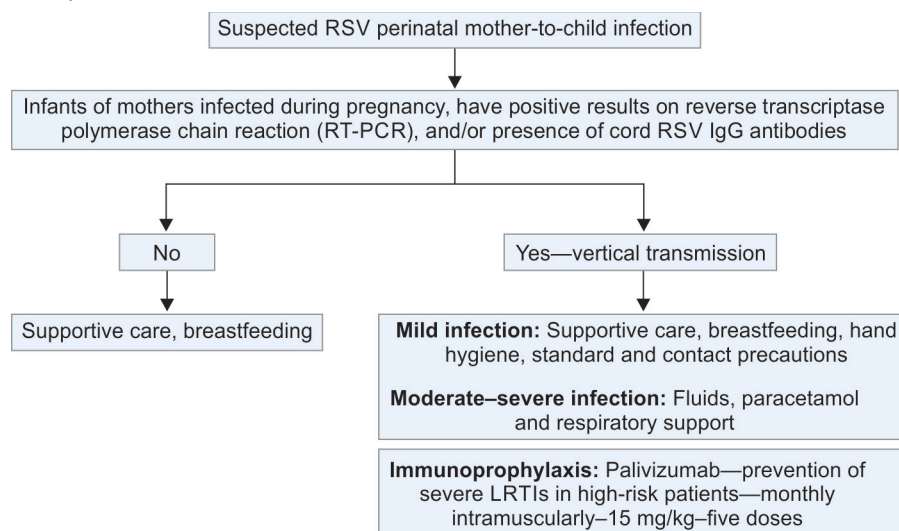 Suspected RSV perinatal mother-to-child infection
Infants of mothers infected during pregnancy, have positive results on reverse transcriptase
polymerase chain reaction (RT-PCR), and/or presence of cord RSV IgG antibodies
No
Yes—vertical transmission
Supportive care, breastfeeding
Mild infection: Supportive care, breastfeeding, hand
hygiene, standard and contact precautions
Moderate–severe infection: Fluids, paracetamol
and respiratory support
Immunoprophylaxis: Palivizumab—prevention of
severe LRTIs in high-risk patients—monthly
intramuscularly–15 mg/kg–five doses